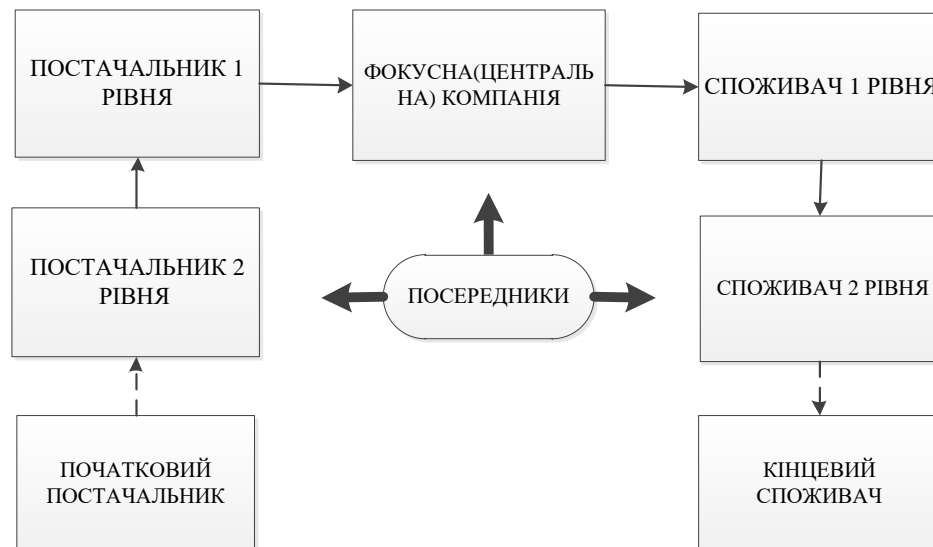 ПОСТАЧАЛЬНИК 1
РІВНЯ
ФОКУСНА(ЦЕНТРАЛЬ
НА) КОМПАНІЯ
СПОЖИВАЧ 1 РІВНЯ
ПОСТАЧАЛЬНИК 2
РІВНЯ
ПОСЕРЕДНИКИ
СПОЖИВАЧ 2 РІВНЯ
ПОЧАТКОВИЙ
ПОСТАЧАЛЬНИК
КІНЦЕВИЙ
СПОЖИВАЧ